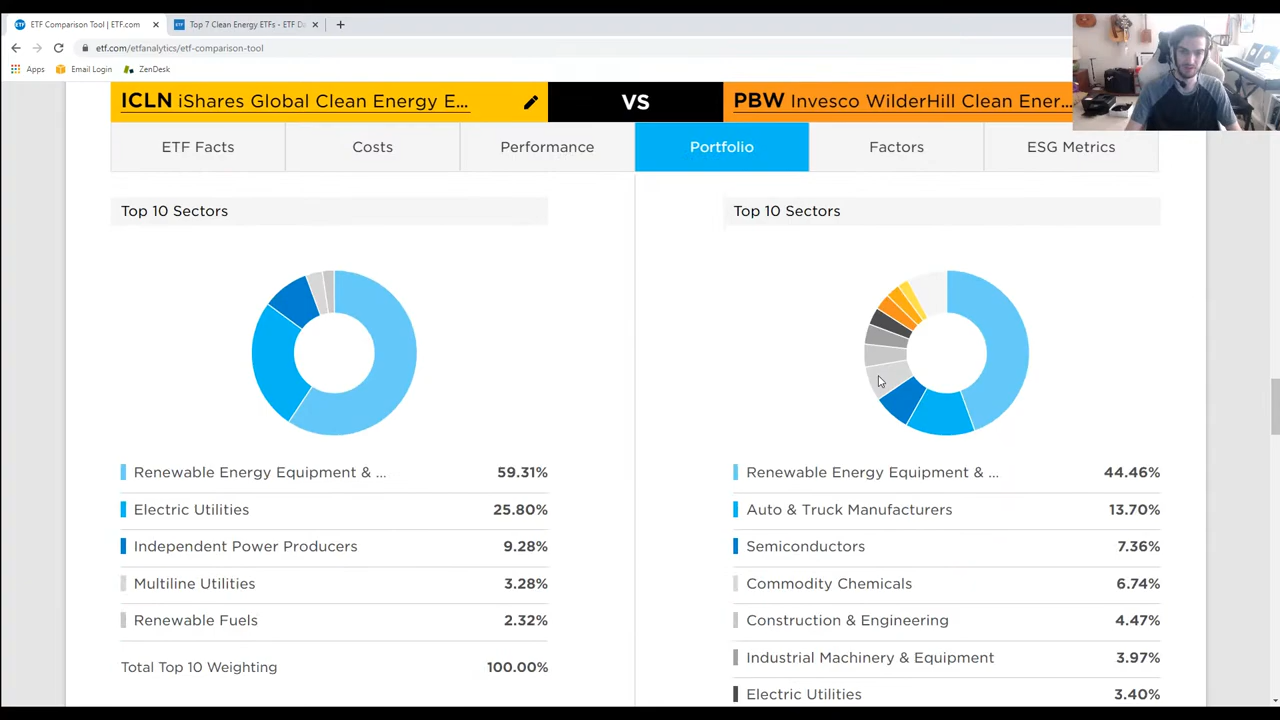 ETF Comparison Tool | ETF.com
Top 7 Clean Energy ETFs - ETF D
etf.com/etfanalytics/etf-comparison-tool
Apps
Email Login
ZenDesk
ICLN iShares Global Clean Energy E...
VS
PBW Invesco WilderHill Clean Ener...
ETF Facts
Costs
Performance
Portfolio
Factors
ESG Metrics
Top 10 Sectors
Renewable Energy Equipment & ... 59.31%
Electric Utilities 25.80%
Independent Power Producers 9.28%
Multiline Utilities 3.28%
Renewable Fuels 2.32%
Total Top 10 Weighting 100.00%
Top 10 Sectors
Renewable Energy Equipment & ... 44.46%
Auto & Truck Manufacturers 13.70%
Semiconductors 7.36%
Commodity Chemicals 6.74%
Construction & Engineering 4.47%
Industrial Machinery & Equipment 3.97%
Electric Utilities 3.40%